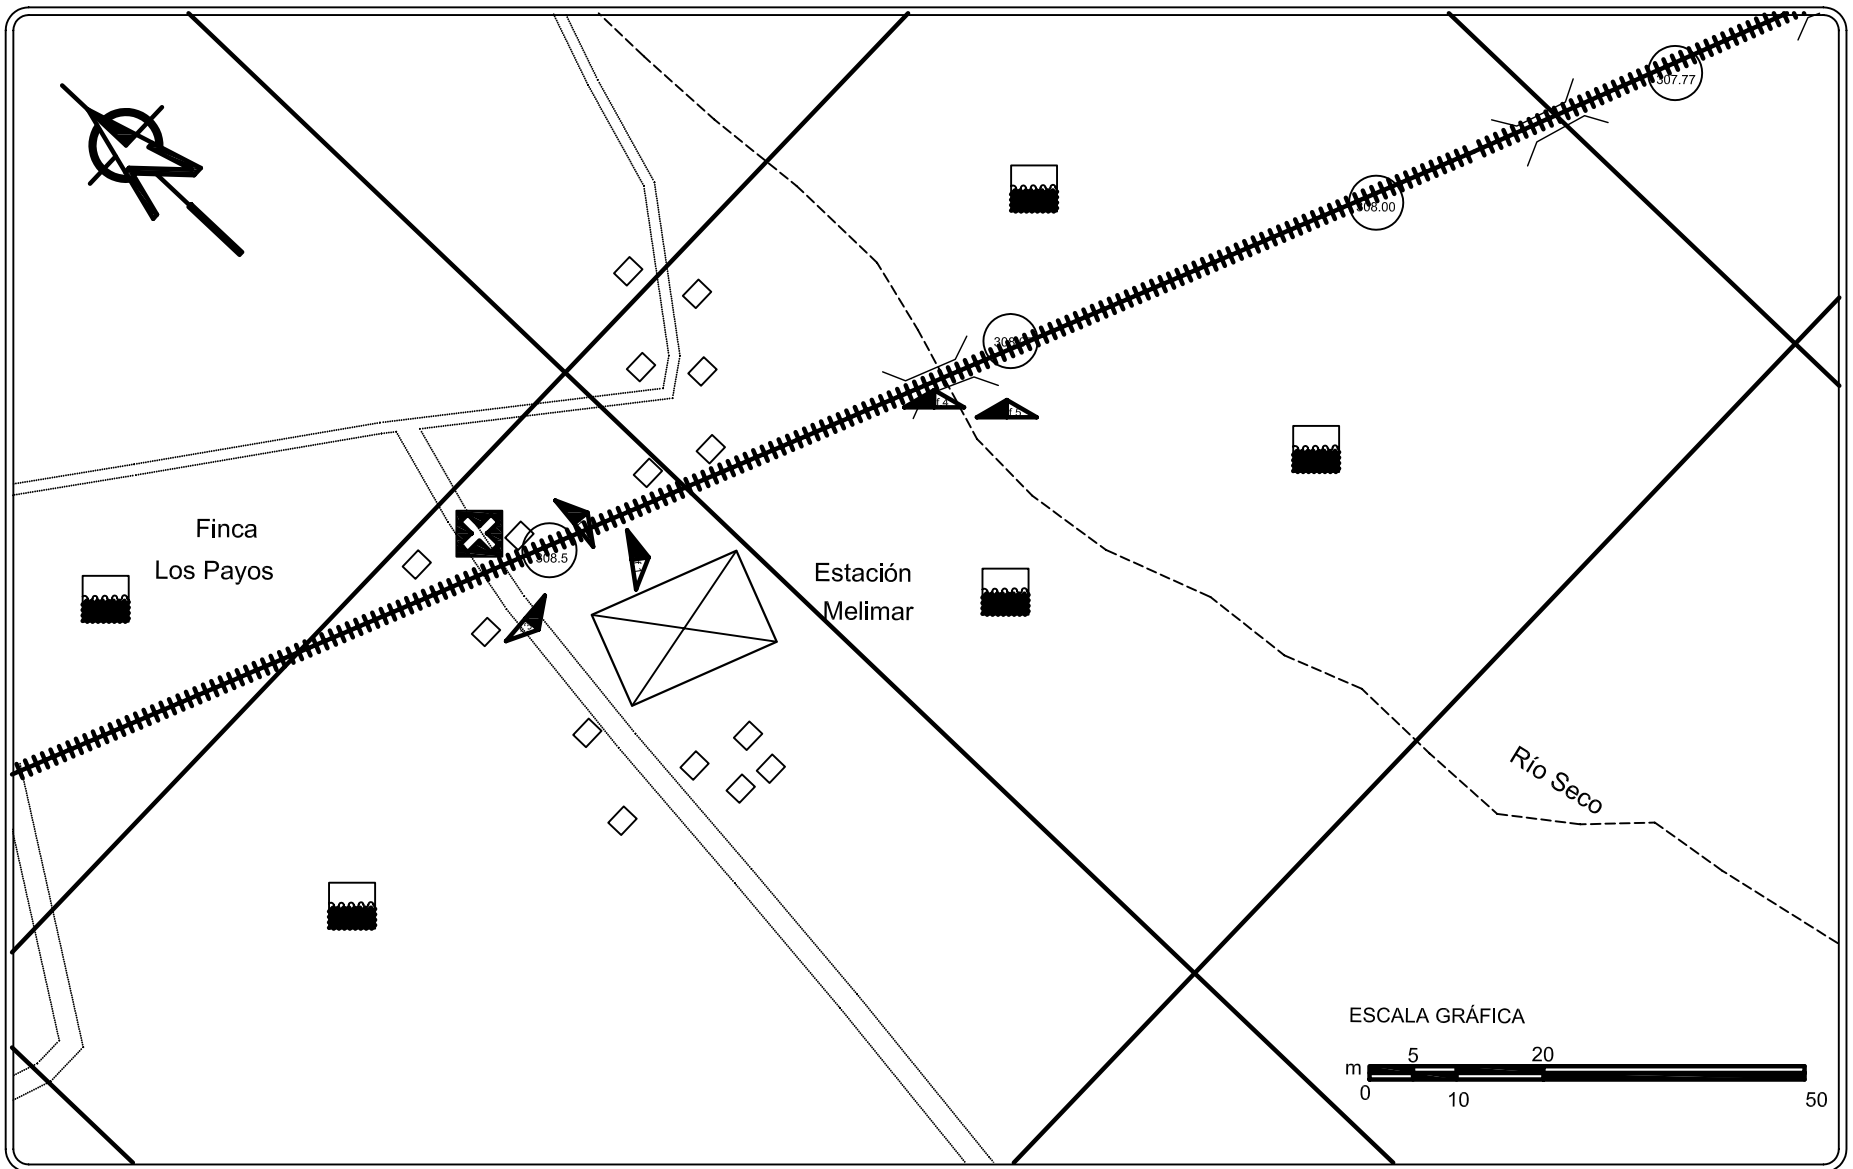 307.77
308.00
Finca
Los Payos
308.5
Estación
Melimar
Río Seco
ESCALA GRÁFICA
5 20
m
0 10 50